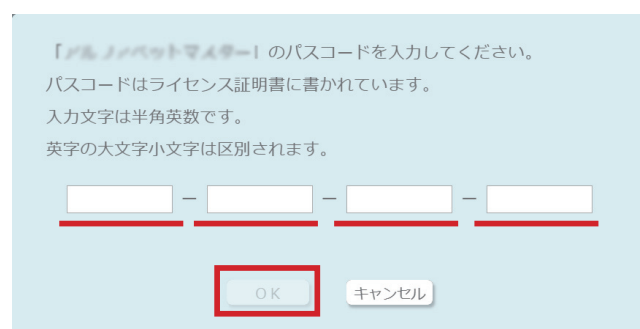 のパスコードを入力してください。
パスコードはライセンス証明書に書かれています。
入力文字は半角英数です。
英字の大文字小文字は区別されます。
－ － －
OK キャンセル